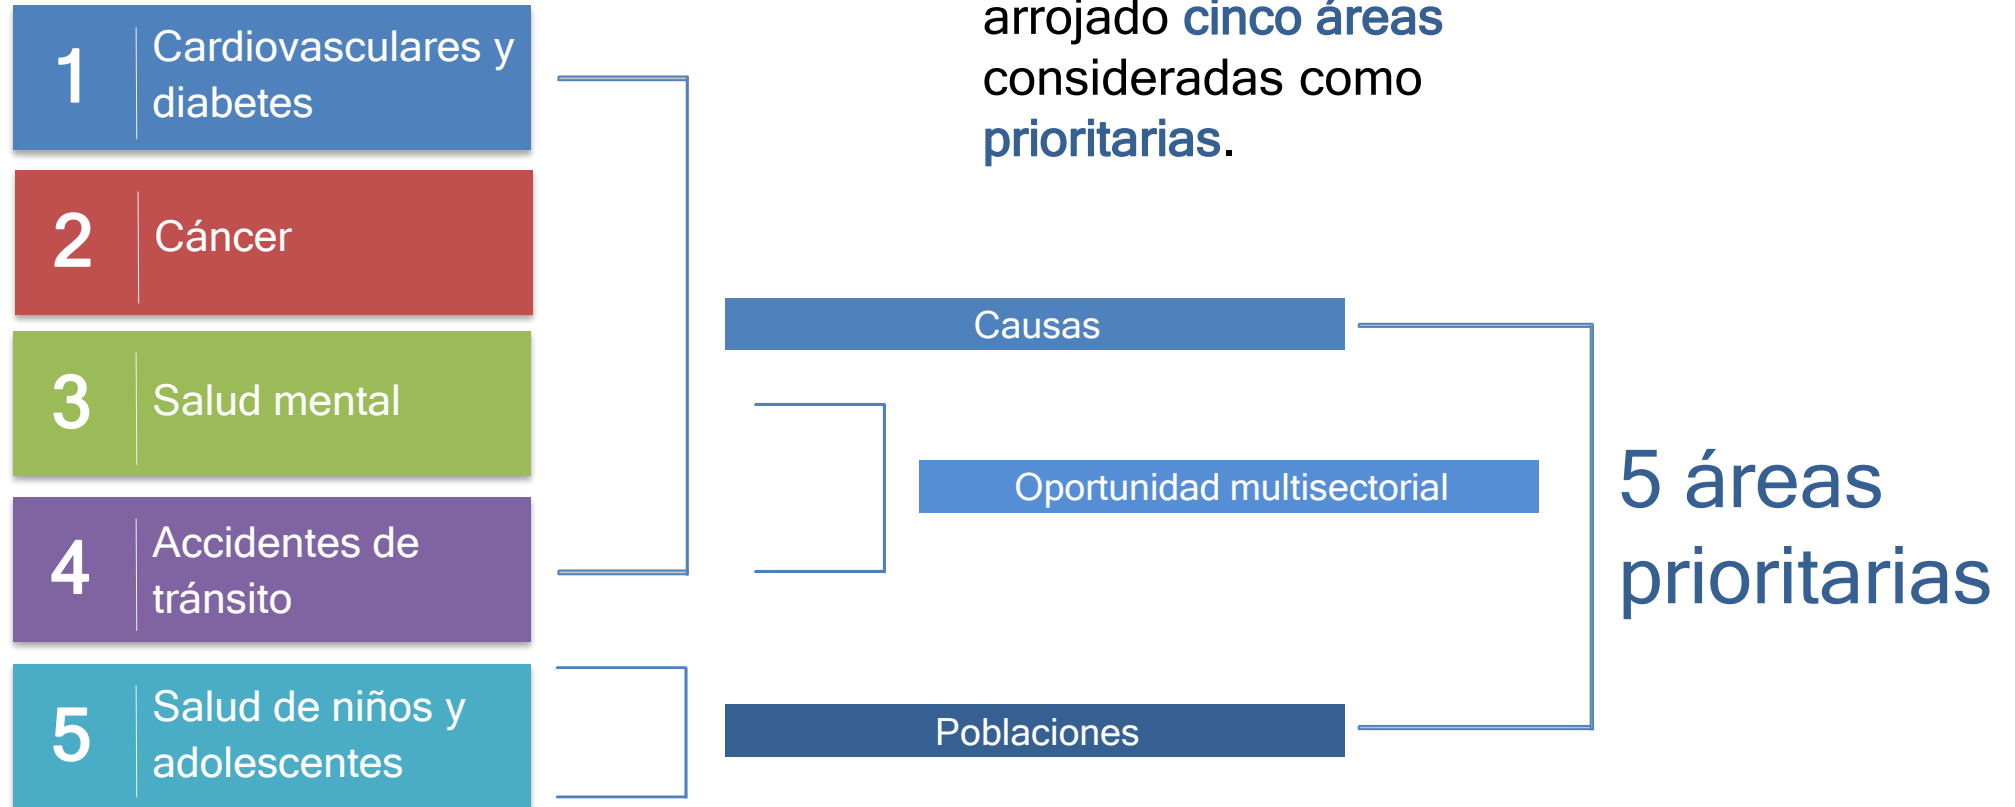 arrojado cinco áreas
consideradas como
prioritarias.
1
Cardiovasculares y
diabetes
2
Cáncer
3
Salud mental
4
Accidentes de
tránsito
5
Salud de niños y
adolescentes
Causas
Oportunidad multisectorial
Poblaciones
5 áreas
prioritarias